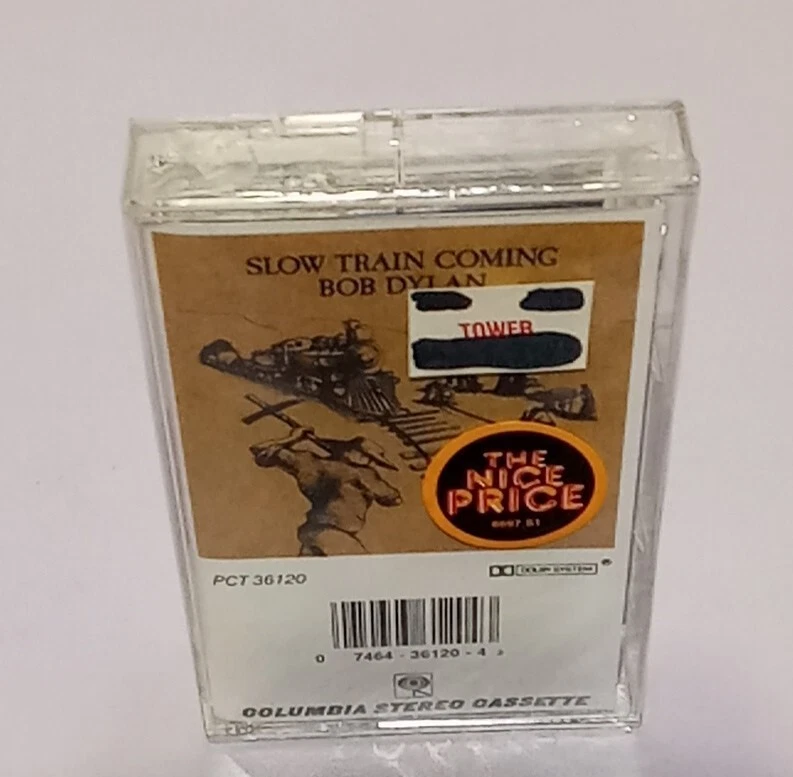 SLOW TRAIN COMING
BOB DYLAN
TOWER
THE
NICE
PRICE
PCT 36120
DOLBY SYSTEM ®
0 7464-36120-4
COLUMBIA STEREO CASSETTE